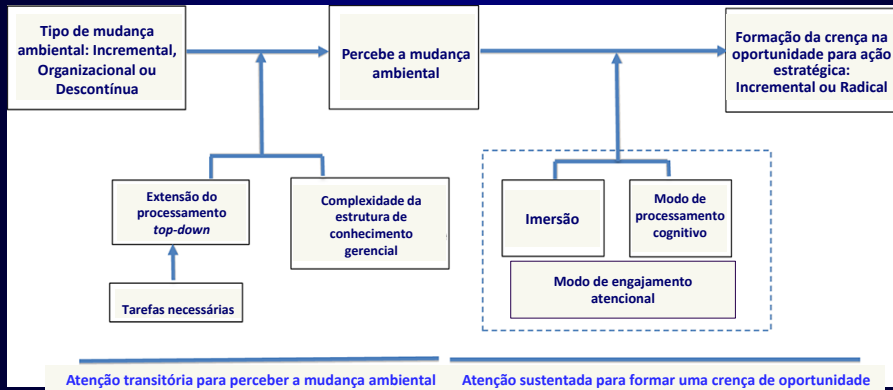 Tipo de mudança
ambiental: Incremental,
Organizacional ou
Descontínua
Percebe a mudança
ambiental
Formação da crença na
oportunidade para ação
estratégica:
Incremental ou Radical
Extensão do
processamento
top-down
Complexidade da
estrutura de
conhecimento
gerencial
Imersão
Modo de
processamento
cognitivo
Modo de engajamento
atencional
Tarefas necessárias
Atenção transitória para perceber a mudança ambiental
Atenção sustentada para formar uma crença de oportunidade